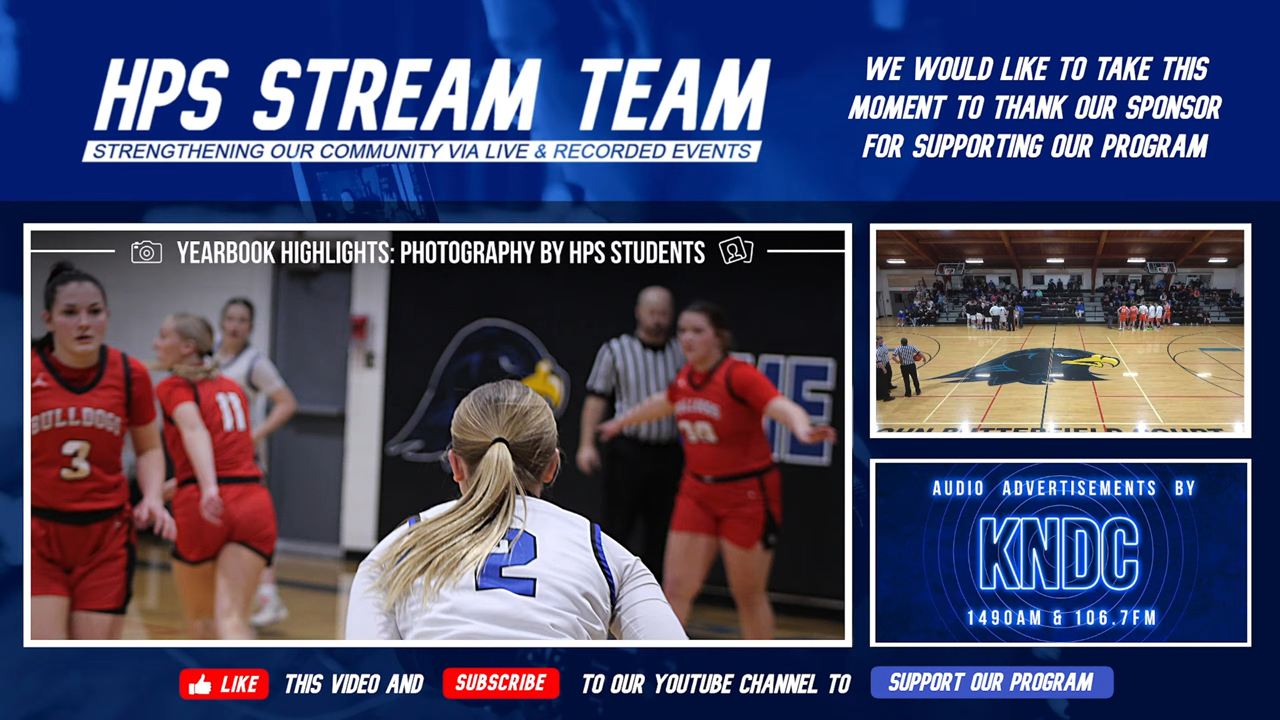 HPS STREAM TEAM
STRENGTHENING OUR COMMUNITY VIA LIVE & RECORDED EVENTS
WE WOULD LIKE TO TAKE THIS
MOMENT TO THANK OUR SPONSOR
FOR SUPPORTING OUR PROGRAM
YEARBOOK HIGHLIGHTS: PHOTOGRAPHY BY HPS STUDENTS
BULLDOGS
3
11
2
AUDIO ADVERTISEMENTS BY
KNDC
1490AM & 106.7FM
LIKE THIS VIDEO AND SUBSCRIBE TO OUR YOUTUBE CHANNEL TO SUPPORT OUR PROGRAM